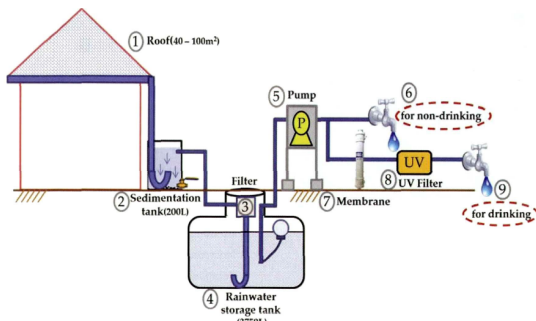 ① Roof(40 – 100m²)
⑤ Pump
P
⑥
for non-drinking
UV
⑧ UV Filter
⑨
for drinking
② Sedimentation
tank(200L)
Filter
③
⑦ Membrane
④ Rainwater
storage tank